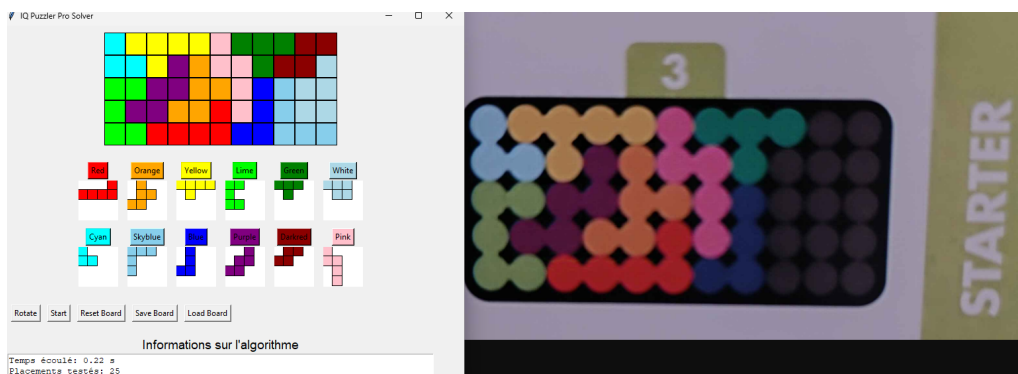 IQ Puzzler Pro Solver
3
STARTER
Red
Orange
Yellow
Lime
Green
White
Cyan
Skyblue
Blue
Purple
Darkred
Pink
Rotate
Start
Reset Board
Save Board
Load Board
Informations sur l'algorithme
Temps écoulé: 0.22 s
Placements testés: 25